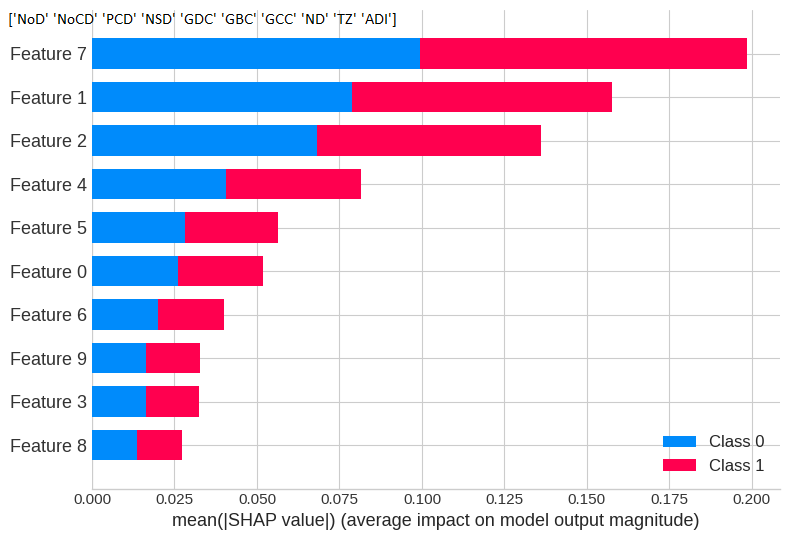 ['NoD' 'NoCD' 'PCD' 'NSD' 'GDC' 'GBC' 'GCC' 'ND' 'TZ' 'ADI']
Feature 7
Feature 1
Feature 2
Feature 4
Feature 5
Feature 0
Feature 6
Feature 9
Feature 3
Feature 8
Class 0
Class 1
0.000 0.025 0.050 0.075 0.100 0.125 0.150 0.175 0.200
mean(|SHAP value|) (average impact on model output magnitude)